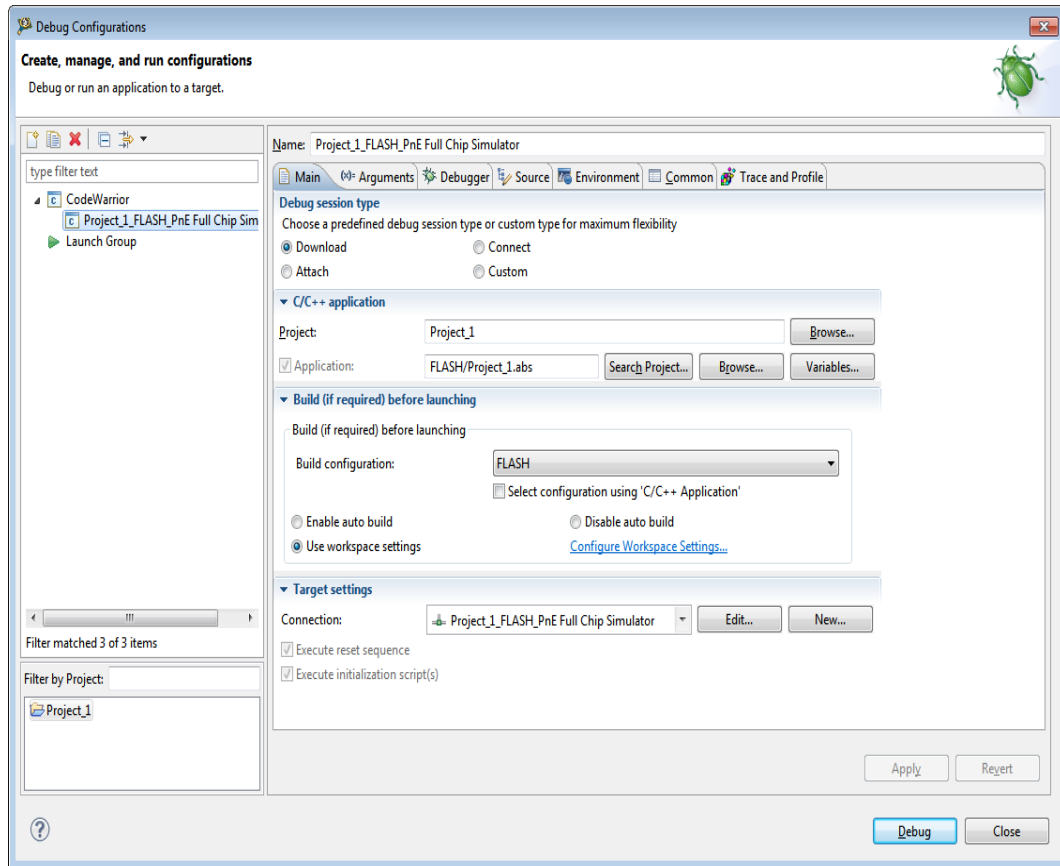 Debug Configurations
Create, manage, and run configurations
Debug or run an application to a target.
type filter text
CodeWarrior
Project_1_FLASH_PnE Full Chip Sim
Launch Group
Filter matched 3 of 3 items
Filter by Project:
Project_1
Name: Project_1_FLASH_PnE Full Chip Simulator
Main (x)= Arguments Debugger Source Environment Common Trace and Profile
Debug session type
Choose a predefined debug session type or custom type for maximum flexibility
Download Connect
Attach Custom
C/C++ application
Project: Project_1 Browse...
Application: FLASH/Project_1.abs Search Project... Browse... Variables...
Build (if required) before launching
Build (if required) before launching
Build configuration: FLASH
Select configuration using 'C/C++ Application'
Enable auto build Disable auto build
Use workspace settings Configure Workspace Settings...
Target settings
Connection: Project_1_FLASH_PnE Full Chip Simulator Edit... New...
Execute reset sequence
Execute initialization script(s)
Apply Revert
? Debug Close